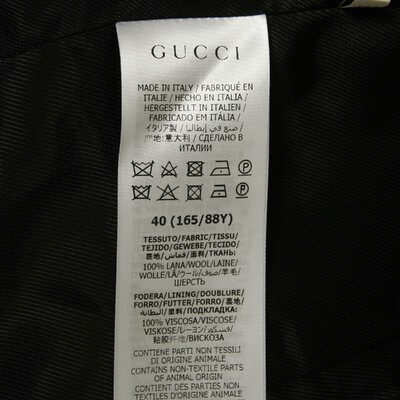 GUCCI
MADE IN ITALY / FABRIQUÉ EN
ITALIE / HECHO EN ITALIA /
HERGESTELLT IN ITALIEN
FABRICADO EM ITÁLIA /
イタリア製 / صنع في إيطاليا /
产地:意大利 / СДЕЛАНО
В ИТАЛИИ
P
P
40 (165/88Y)
TESSUTO/FABRIC/TISSU/
TEJIDO/GEWEBE/TECIDO/
表地/قماش/面料/ТКАНЬ:
100% LANA/WOOL/LAINE/
WOLLE/LÃ/ウール/صوف/羊毛/
ШЕРСТЬ
FODERA/LINING/DOUBLURE/
FORRO/FUTTER/FORRO/裏地/
البطانة/里料/ПОДКЛАДКА:
100% VISCOSA/VISCOSE/
VISKOSE/レーヨン/فسكوز/
粘胶纤维/ВИСКОЗА
CONTIENE PARTI NON TESSILI
DI ORIGINE ANIMALE
CONTAINS NON-TEXTILE PARTS
OF ANIMAL ORIGIN
CONTIENT DES PARTIES NON